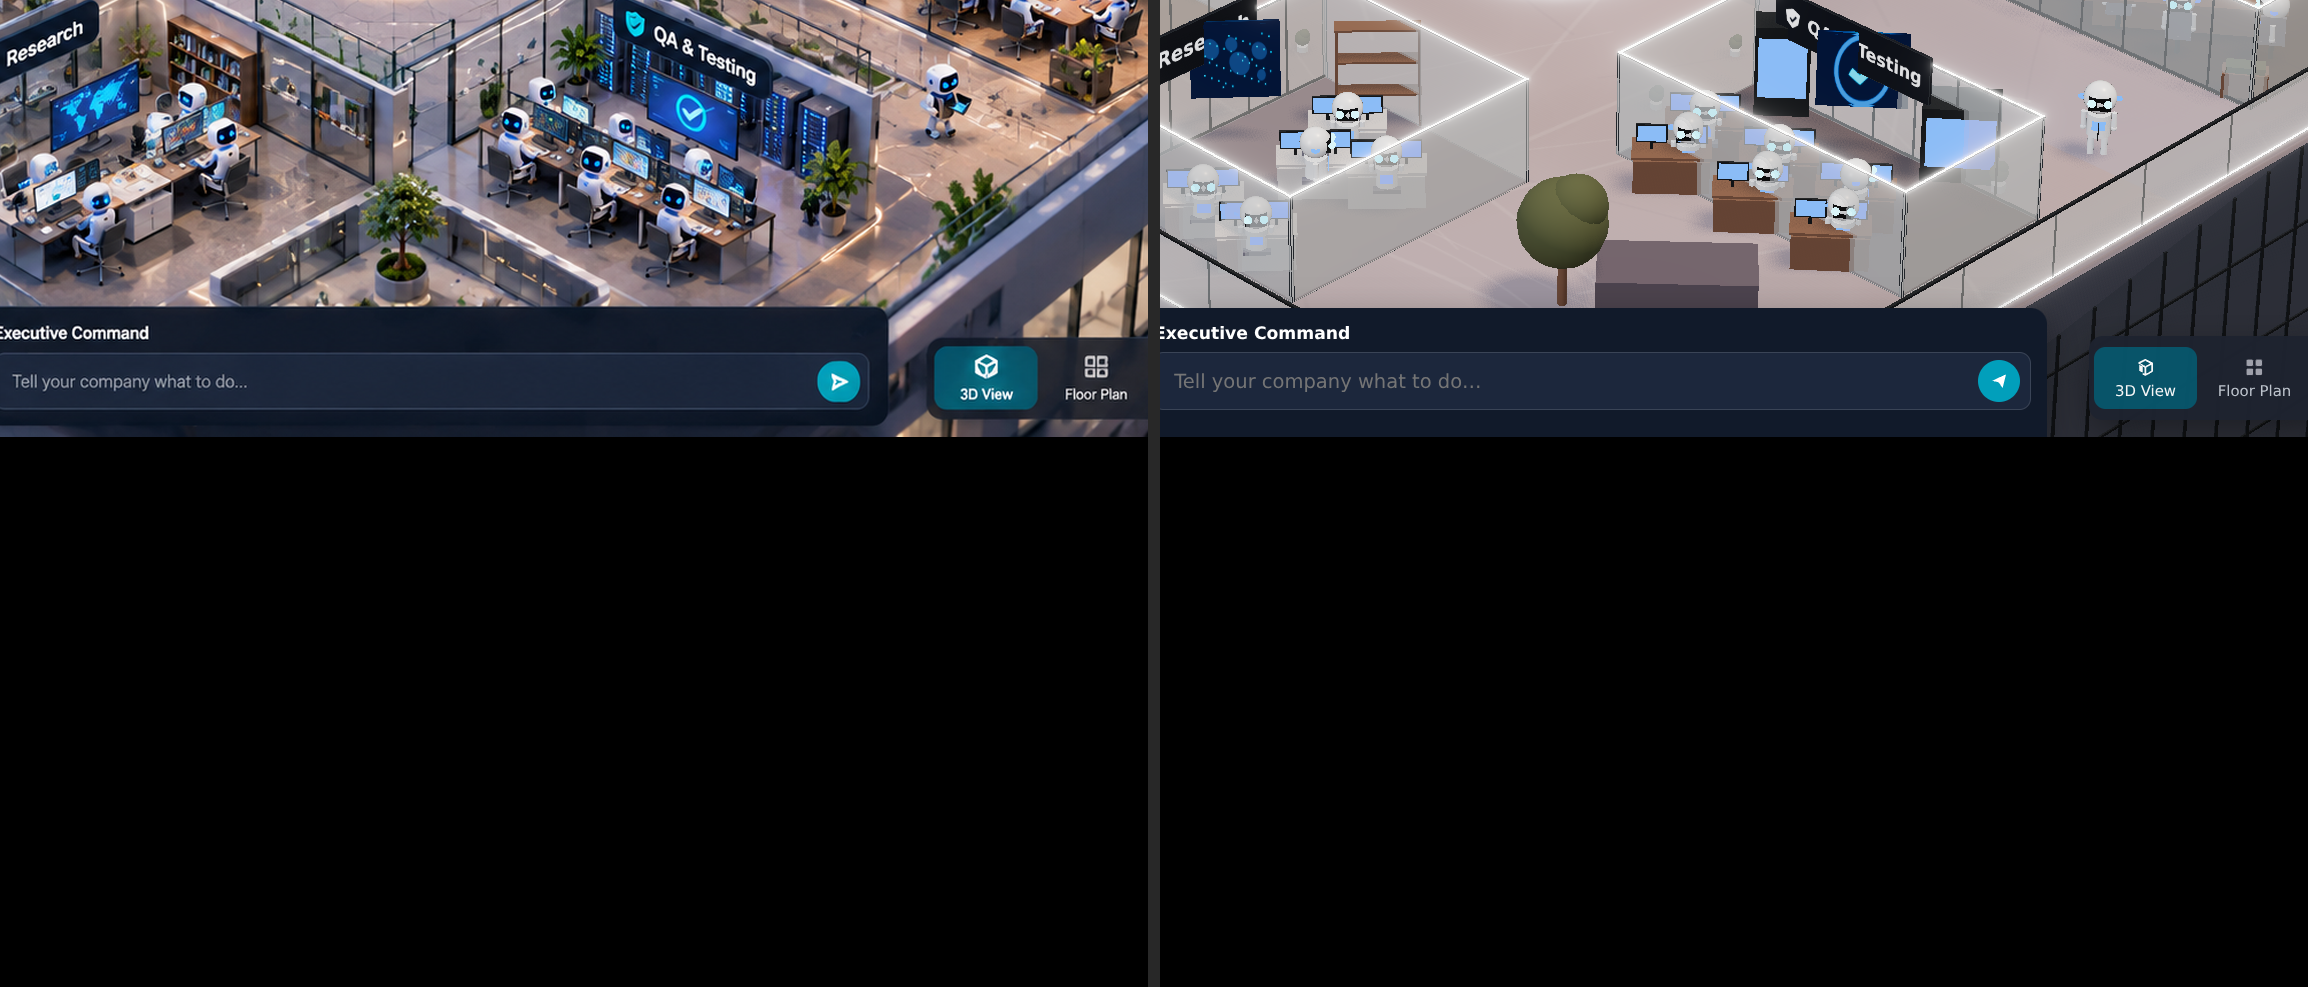 Research
QA & Testing
Executive Command
Tell your company what to do...
3D View
Floor Plan
Rese
Testing
Executive Command
Tell your company what to do...
3D View
Floor Plan